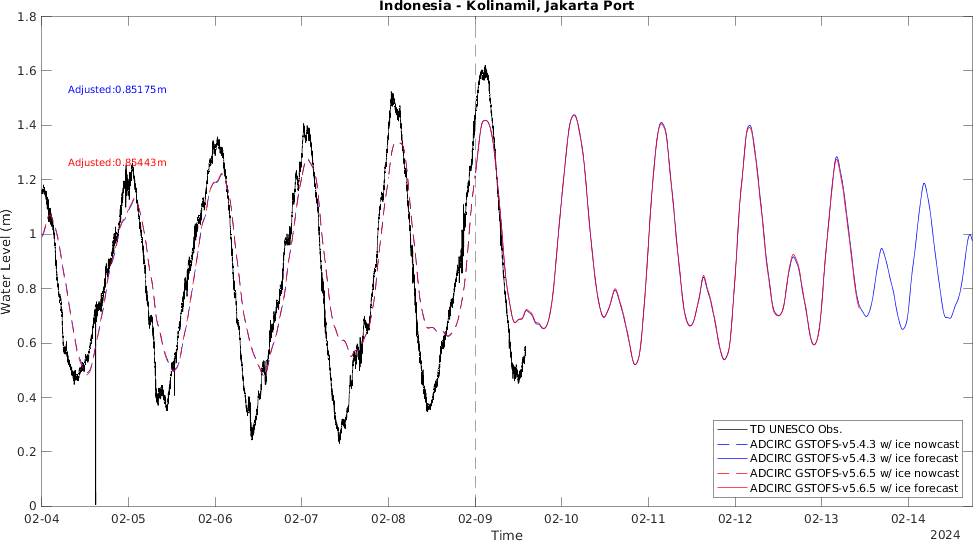 Indonesia - Kolinamil, Jakarta Port
1.8
1.6
1.4
1.2
1
0.8
0.6
0.4
0.2
0
Water Level (m)
Adjusted:0.85175m
Adjusted:0.85443m
TD UNESCO Obs.
ADCIRC GSTOFS-v5.4.3 w/ ice nowcast
ADCIRC GSTOFS-v5.4.3 w/ ice forecast
ADCIRC GSTOFS-v5.6.5 w/ ice nowcast
ADCIRC GSTOFS-v5.6.5 w/ ice forecast
02-04 02-05 02-06 02-07 02-08 02-09 02-10 02-11 02-12 02-13 02-14
Time
2024